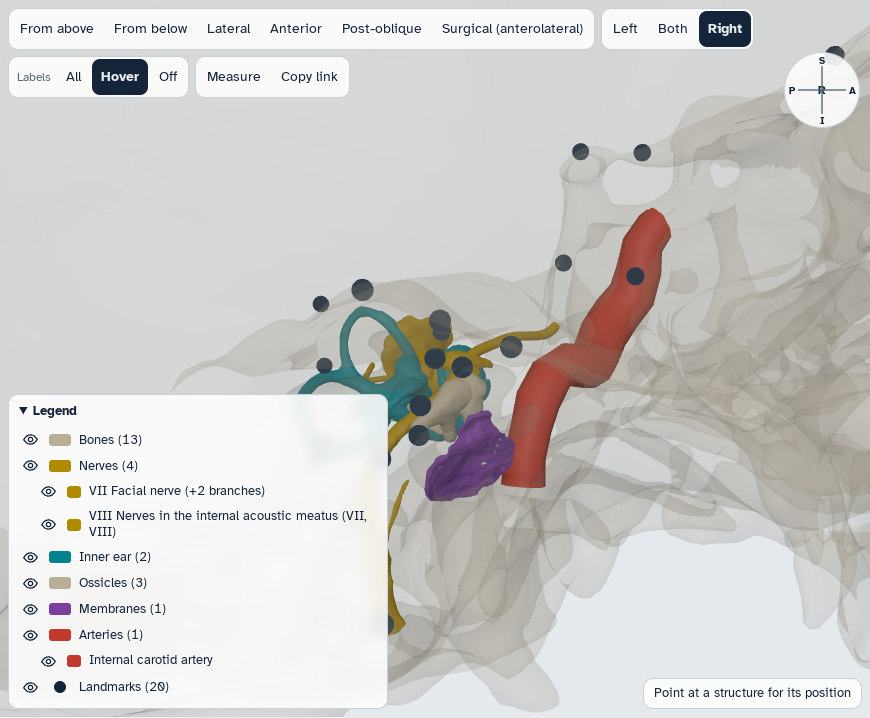 From above From below Lateral Anterior Post-oblique Surgical (anterolateral) Left Both Right
Labels All Hover Off Measure Copy link
S
P R A
I
▼ Legend
Bones (13)
Nerves (4)
VII Facial nerve (+2 branches)
VIII Nerves in the internal acoustic meatus (VII,
VIII)
Inner ear (2)
Ossicles (3)
Membranes (1)
Arteries (1)
Internal carotid artery
Landmarks (20)
Point at a structure for its position